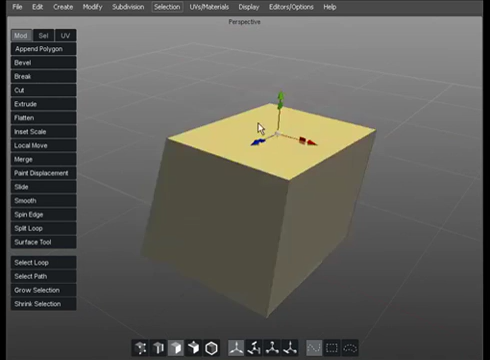 File Edit Create Modify Subdivision Selection UVs/Materials Display Editors/Options Help
Perspective
Mod Sel UV
Append Polygon
Bevel
Break
Cut
Extrude
Flatten
Inset Scale
Local Move
Merge
Paint Displacement
Slide
Smooth
Spin Edge
Split Loop
Surface Tool
Select Loop
Select Path
Grow Selection
Shrink Selection